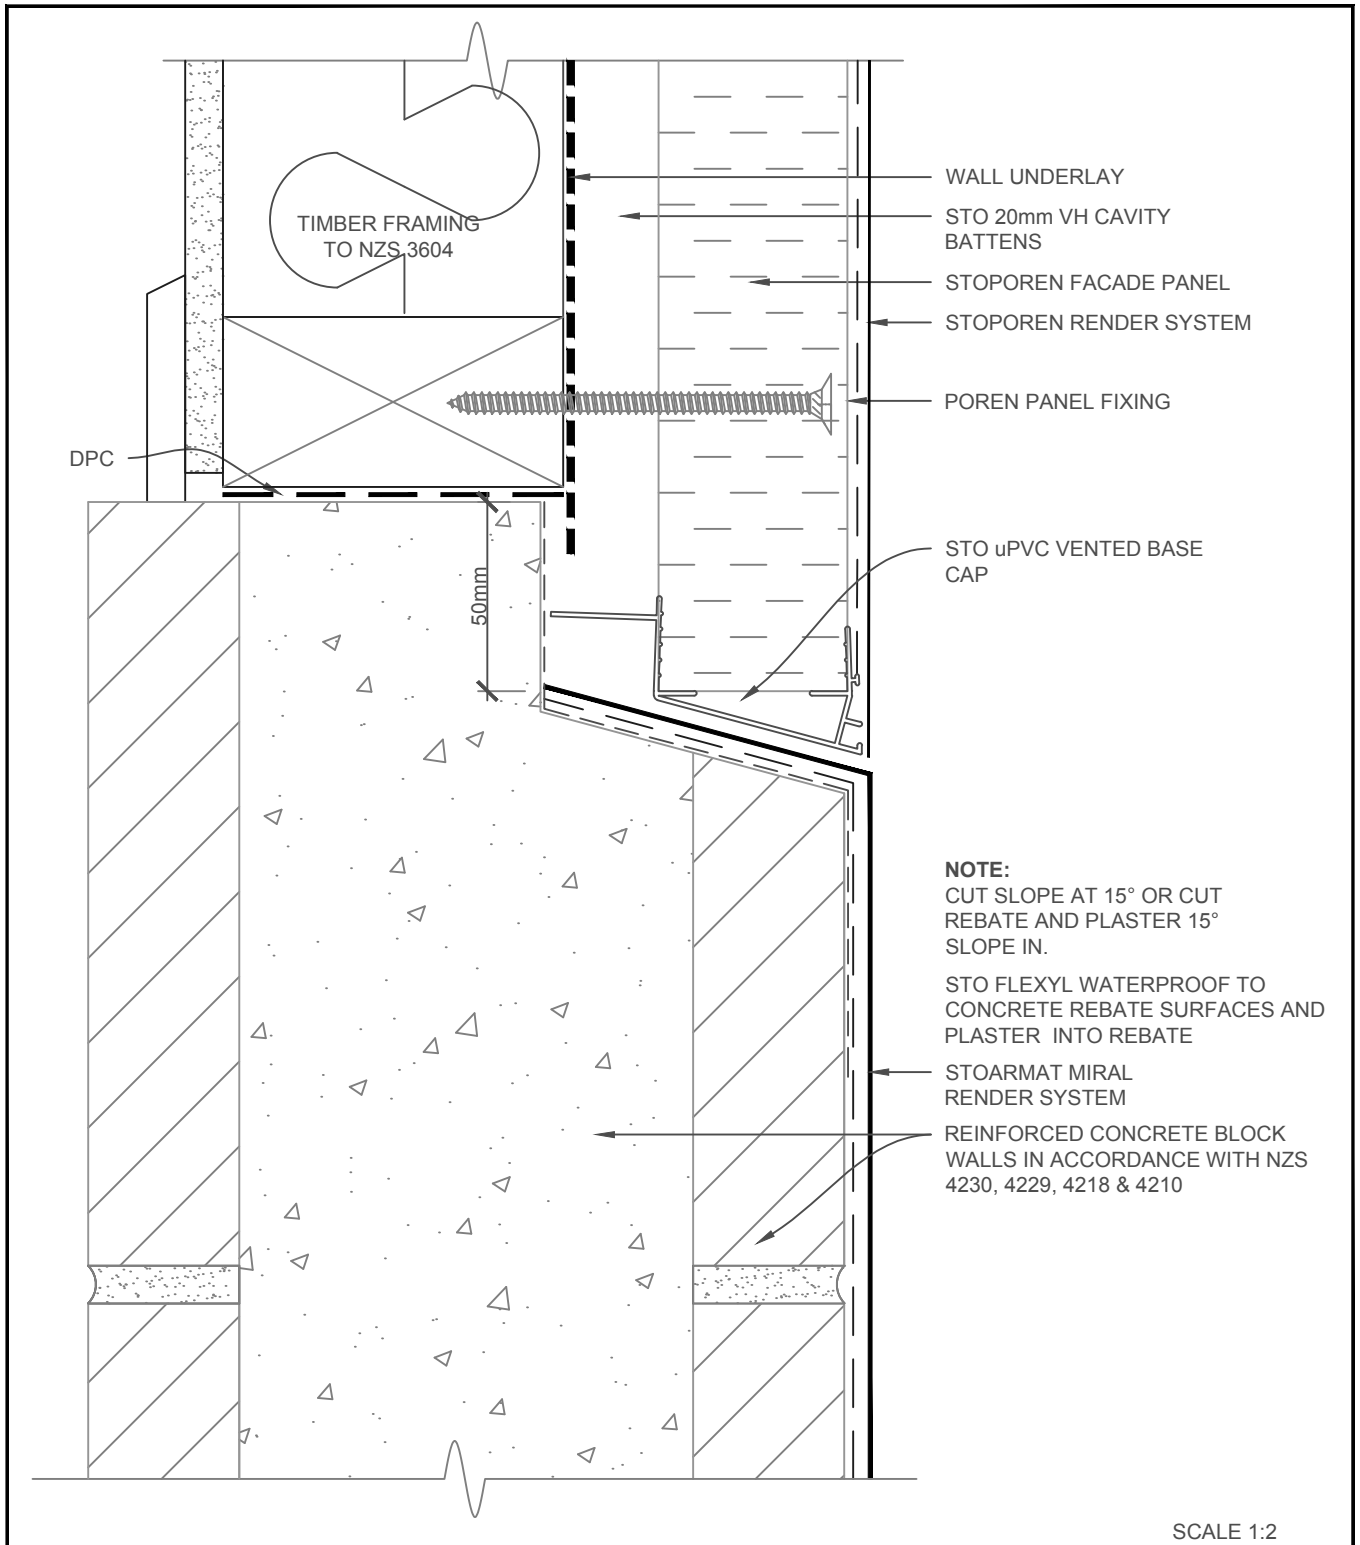 WALL UNDERLAY
STO 20mm VH CAVITY
BATTENS
TIMBER FRAMING
TO NZS 3604
STOPOREN FACADE PANEL
STOPOREN RENDER SYSTEM
POREN PANEL FIXING
DPC
STO uPVC VENTED BASE
CAP
50mm
NOTE:
CUT SLOPE AT 15° OR CUT
REBATE AND PLASTER 15°
SLOPE IN.
STO FLEXYL WATERPROOF TO
CONCRETE REBATE SURFACES AND
PLASTER INTO REBATE
STOARMAT MIRAL
RENDER SYSTEM
REINFORCED CONCRETE BLOCK
WALLS IN ACCORDANCE WITH NZS
4230, 4229, 4218 & 4210
SCALE 1:2